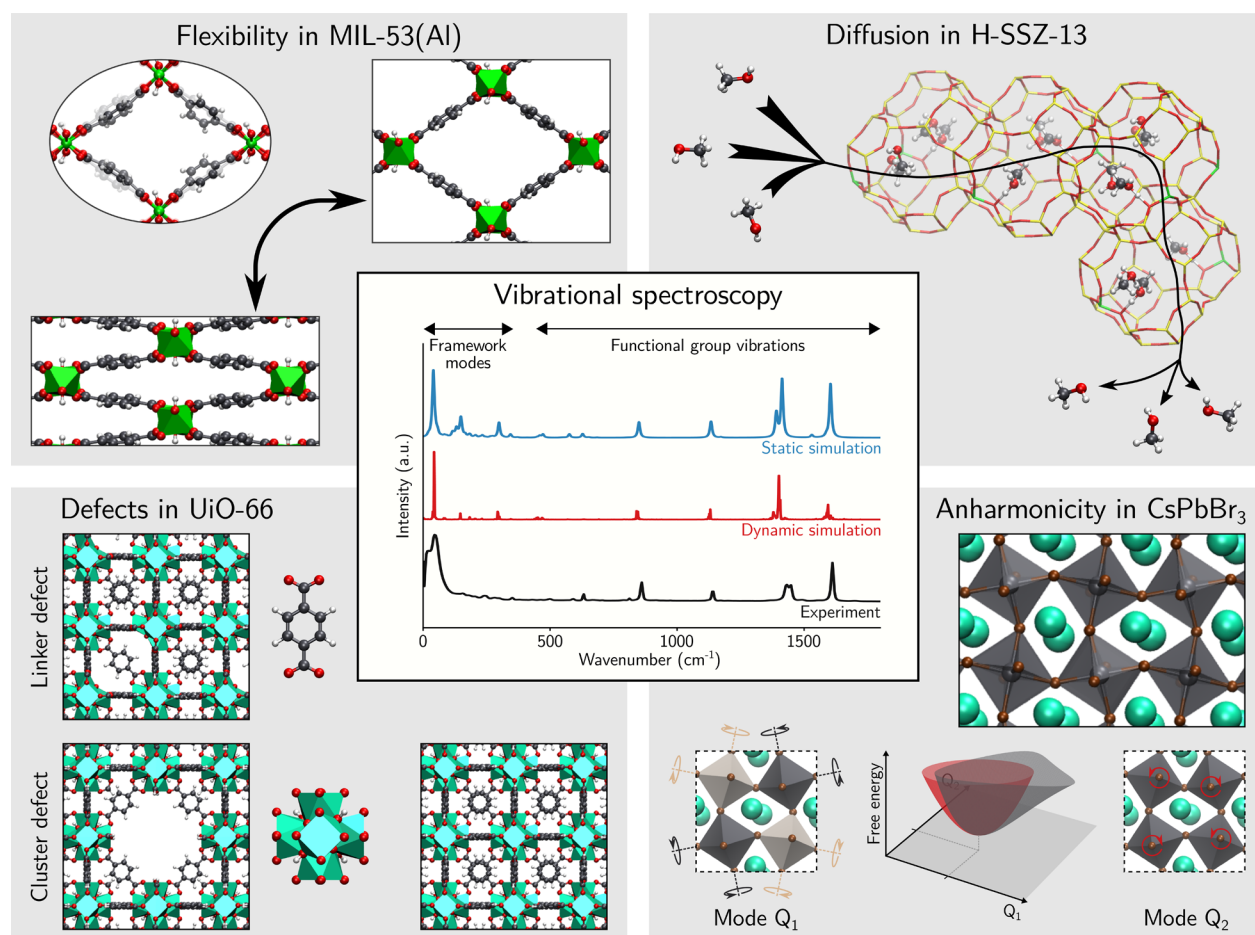 Flexibility in MIL-53(Al)
Diffusion in H-SSZ-13
Vibrational spectroscopy
Framework
modes
Functional group vibrations
Intensity (a.u.)
Static simulation
Dynamic simulation
Experiment
0
500
1000
1500
Wavenumber (cm⁻¹)
Defects in UiO-66
Linker defect
Cluster defect
Anharmonicity in CsPbBr₃
Mode Q₁
Free energy
Q₂
Q₁
Mode Q₂